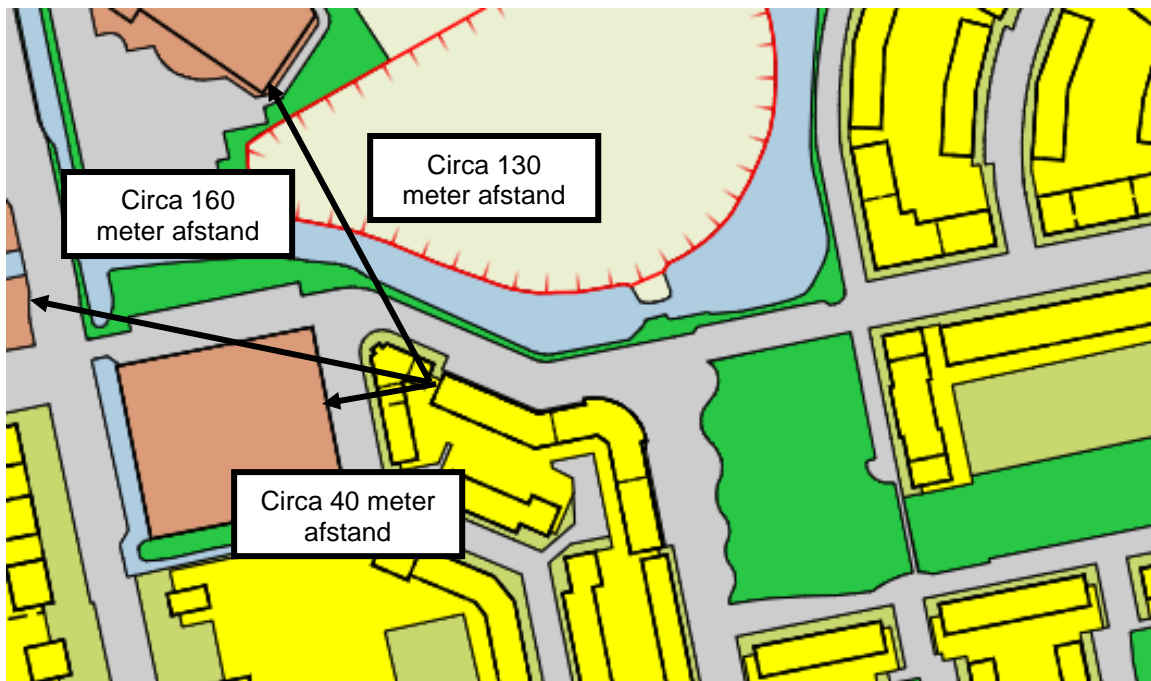 Circa 130
meter afstand
Circa 160
meter afstand
Circa 40 meter
afstand